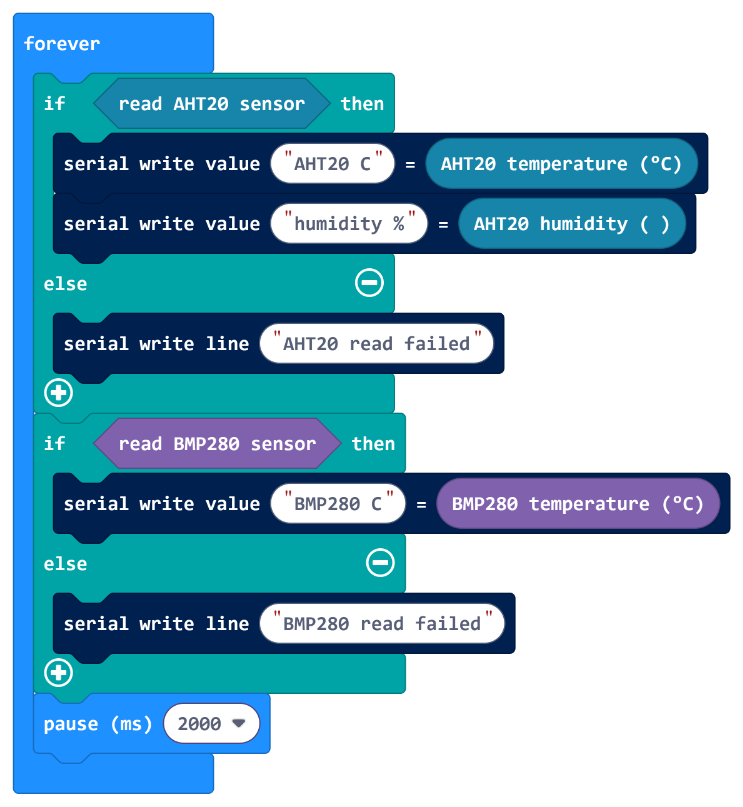 forever
if read AHT20 sensor then
serial write value "AHT20 C" = AHT20 temperature (°C)
serial write value "humidity %" = AHT20 humidity ( )
else
serial write line "AHT20 read failed"
if read BMP280 sensor then
serial write value "BMP280 C" = BMP280 temperature (°C)
else
serial write line "BMP280 read failed"
pause (ms) 2000